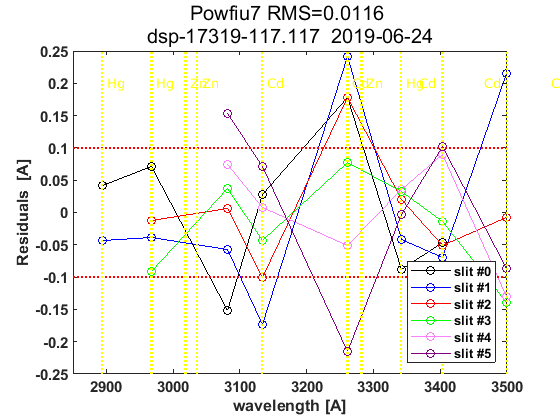 Powfiu7 RMS=0.0116
dsp-17319-117.117 2019-06-24
0.25
0.2
0.15
0.1
0.05
0
-0.05
-0.1
-0.15
-0.2
-0.25
Residuals [A]
Hg
Hg
Zn
Cd
Zn
Hg
Cd
Cd
slit #0
slit #1
slit #2
slit #3
slit #4
slit #5
2900
3000
3100
3200
3300
3400
3500
wavelength [A]